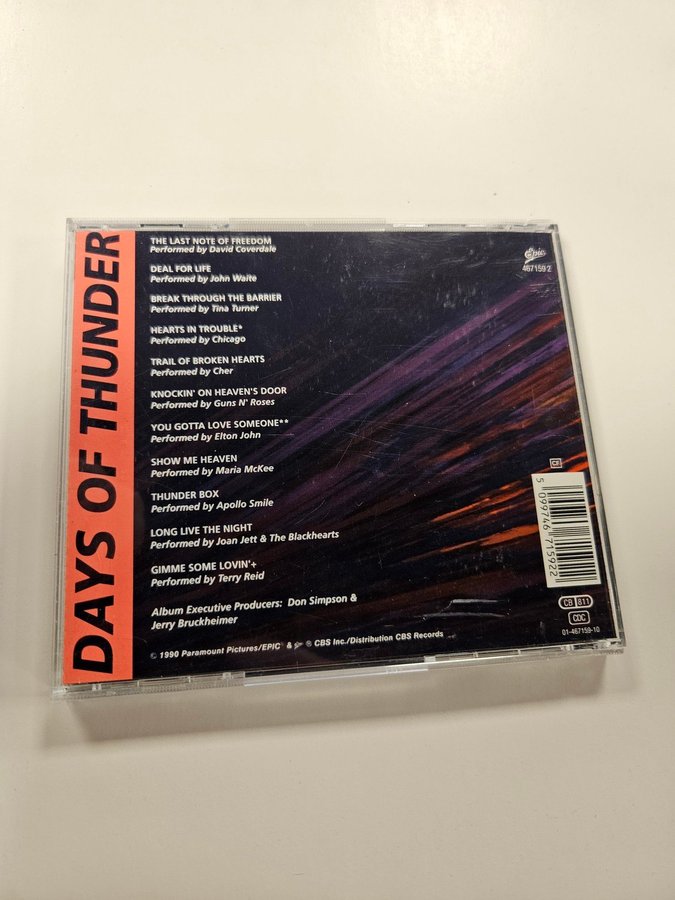 DAYS OF THUNDER
THE LAST NOTE OF FREEDOM
Performed by David Coverdale
DEAL FOR LIFE
Performed by John Waite
BREAK THROUGH THE BARRIER
Performed by Tina Turner
HEARTS IN TROUBLE*
Performed by Chicago
TRAIL OF BROKEN HEARTS
Performed by Cher
KNOCKIN' ON HEAVEN'S DOOR
Performed by Guns N' Roses
YOU GOTTA LOVE SOMEONE**
Performed by Elton John
SHOW ME HEAVEN
Performed by Maria McKee
THUNDER BOX
Performed by Apollo Smile
LONG LIVE THE NIGHT
Performed by Joan Jett & The Blackhearts
GIMME SOME LOVIN'+
Performed by Terry Reid
Album Executive Producers: Don Simpson &
Jerry Bruckheimer
© 1990 Paramount Pictures/EPIC & ℗ CBS Inc./Distribution CBS Records
Epic
467159 2
CF
5 099746 715922
CB 811
CDC
01-467159-10